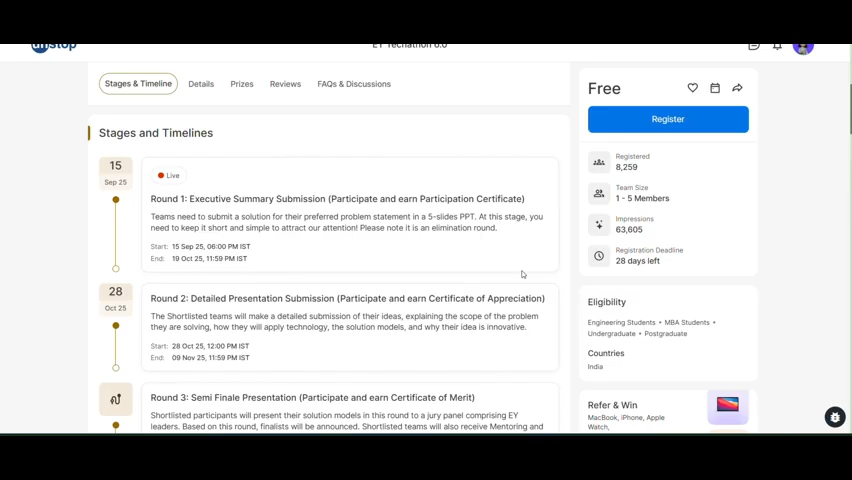 unstop
EY Techathon 6.0
Stages & Timeline
Details
Prizes
Reviews
FAQs & Discussions
Stages and Timelines
15
Sep 25
Live
Round 1: Executive Summary Submission (Participate and earn Participation Certificate)
Teams need to submit a solution for their preferred problem statement in a 5-slides PPT. At this stage, you
need to keep it short and simple to attract our attention! Please note it is an elimination round.
Start: 15 Sep 25, 06:00 PM IST
End: 19 Oct 25, 11:59 PM IST
28
Oct 25
Round 2: Detailed Presentation Submission (Participate and earn Certificate of Appreciation)
The Shortlisted teams will make a detailed submission of their ideas, explaining the scope of the problem
they are solving, how they will apply technology, the solution models, and why their idea is innovative.
Start: 28 Oct 25, 12:00 PM IST
End: 09 Nov 25, 11:59 PM IST
Round 3: Semi Finale Presentation (Participate and earn Certificate of Merit)
Shortlisted participants will present their solution models in this round to a jury panel comprising EY
leaders. Based on this round, finalists will be announced. Shortlisted teams will also receive Mentoring and
Free
Register
Registered
8,259
Team Size
1 - 5 Members
Impressions
63,605
Registration Deadline
28 days left
Eligibility
Engineering Students • MBA Students •
Undergraduate • Postgraduate
Countries
India
Refer & Win
MacBook, iPhone, Apple
Watch,